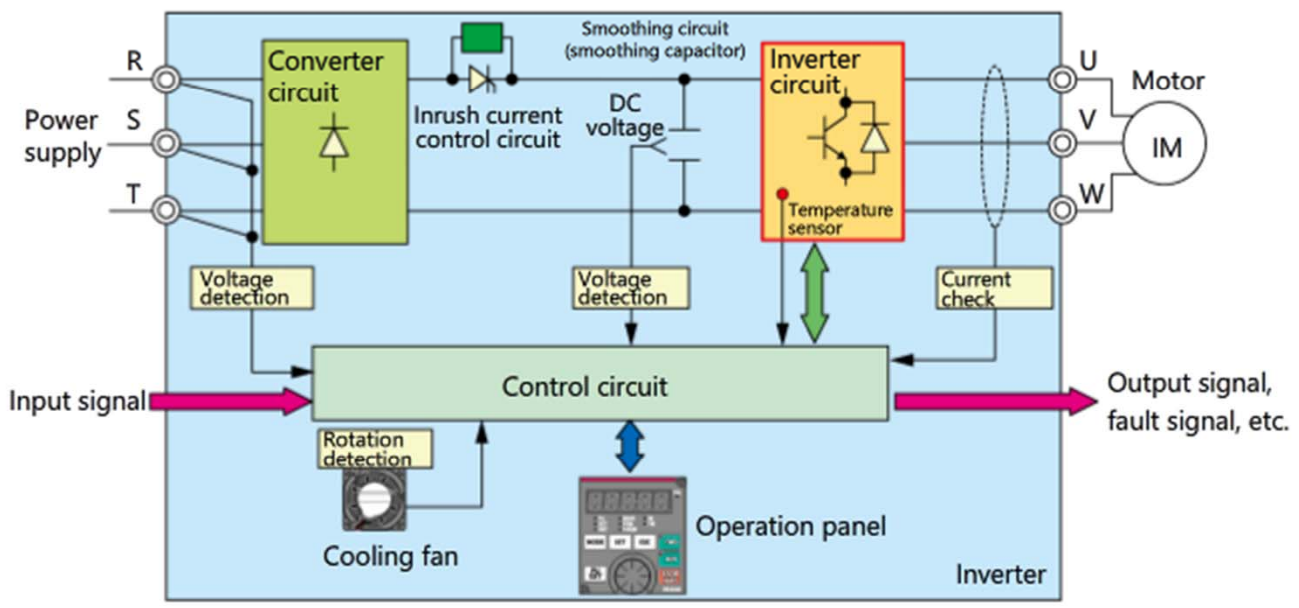 Smoothing circuit
(smoothing capacitor)
R
S
T
Power
supply
Converter
circuit
Inrush current
control circuit
DC
voltage
Inverter
circuit
Temperature
sensor
U
V
W
Motor
IM
Voltage
detection
Voltage
detection
Current
check
Input signal
Control circuit
Output signal,
fault signal, etc.
Rotation
detection
Cooling fan
Operation panel
MODE
SET
Inverter